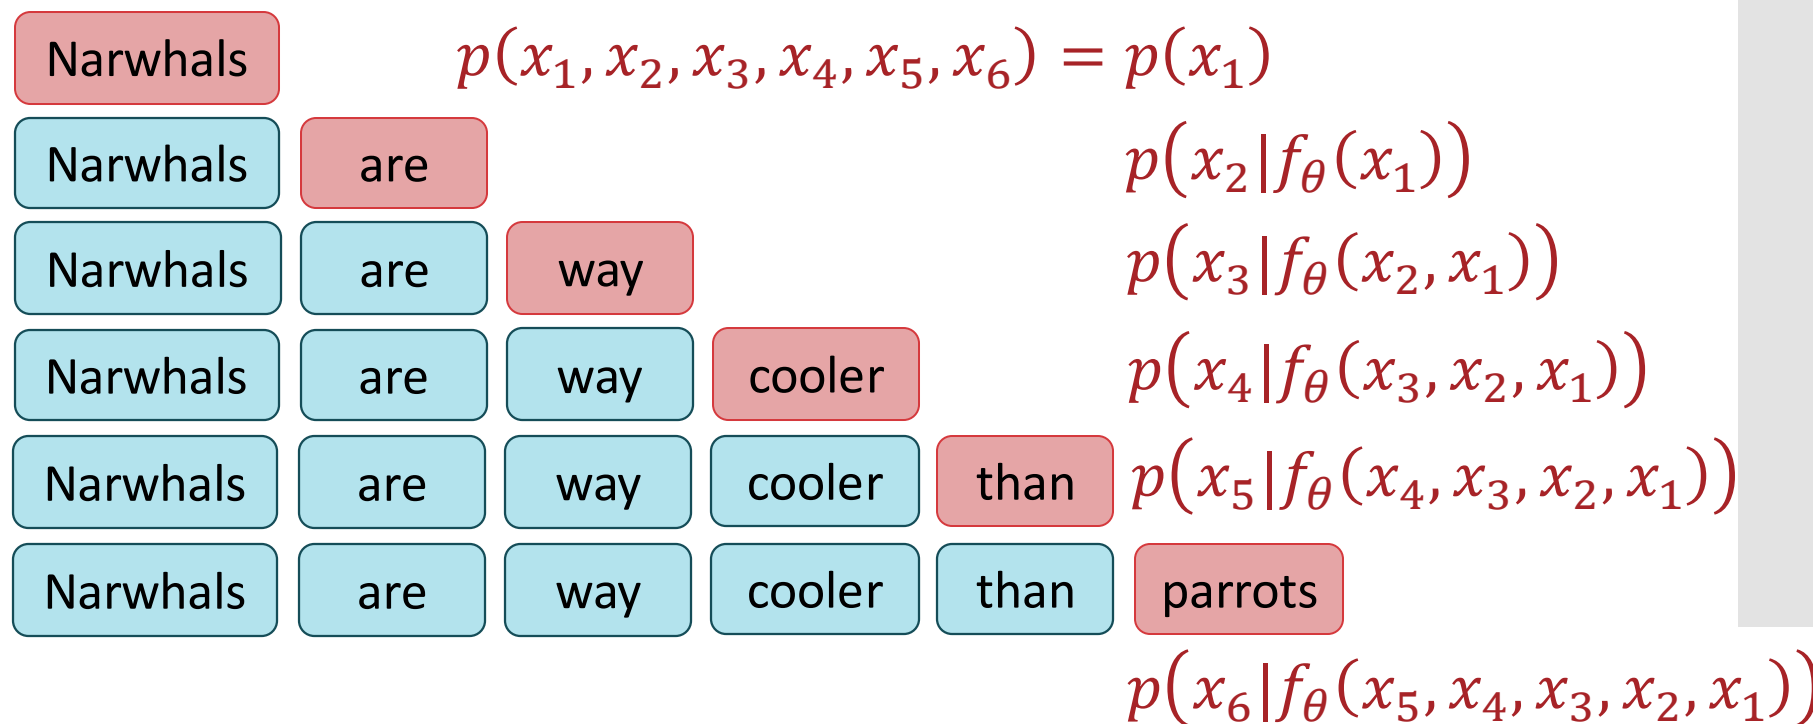 Narwhals p(x₁, x₂, x₃, x₄, x₅, x₆) = p(x₁)
Narwhals are p(x₂|f_θ(x₁))
Narwhals are way p(x₃|f_θ(x₂, x₁))
Narwhals are way cooler p(x₄|f_θ(x₃, x₂, x₁))
Narwhals are way cooler than p(x₅|f_θ(x₄, x₃, x₂, x₁))
Narwhals are way cooler than parrots
p(x₆|f_θ(x₅, x₄, x₃, x₂, x₁))